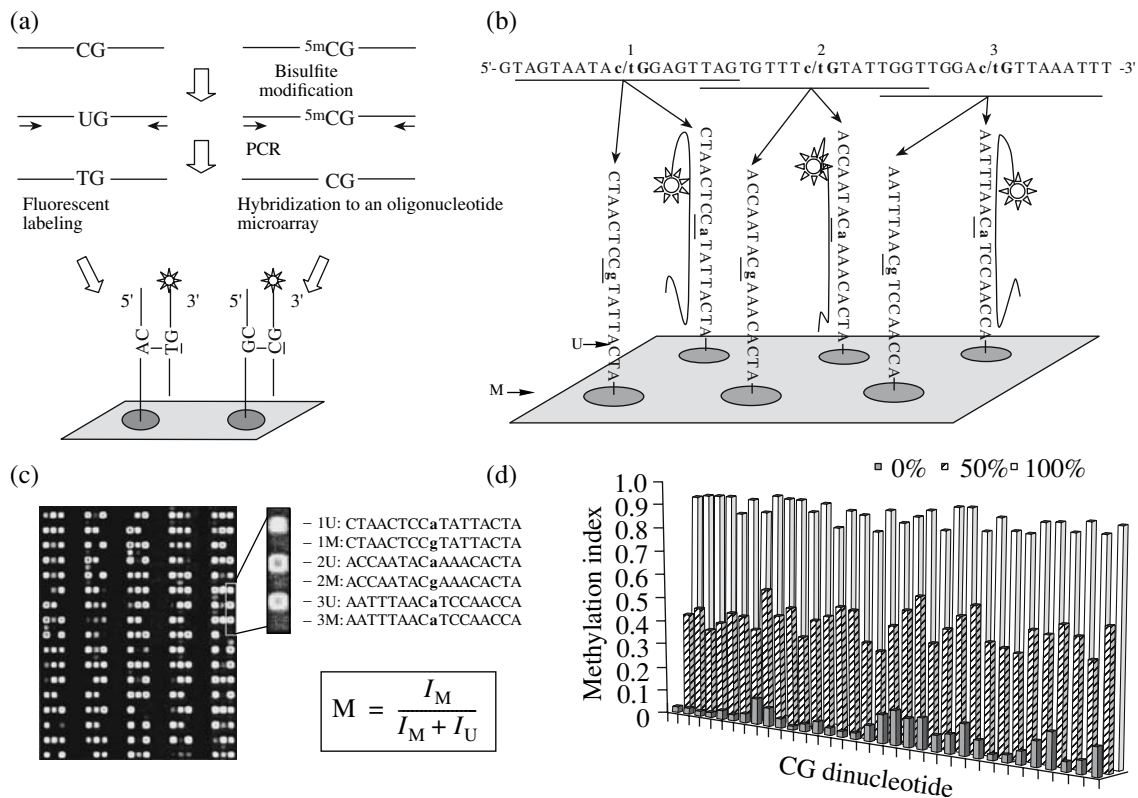 (a)
CG
5mCG
Bisulfite
modification
UG
5mCG
PCR
TG
CG
Fluorescent
labeling
Hybridization to an oligonucleotide
microarray
5' 3' 5' 3'
AC
TG
GC
CG
(b)
1 2 3
5'- GTAGTAATA c/tGGAGTTAGTGTTT c/tGTATTGGTTGGA c/tGTTAAATTT -3'
CTAACTCCgTATTACTA
CTAACTCCaTATTACTA
ACCAATACgAAACACTA
ACCAATACaAAACACTA
AATTTAACgTCCAACCA
AATTTAACaTCCAACCA
U
M
(c)
– 1U: CTAACTCCaTATTACTA
– 1M: CTAACTCCgTATTACTA
– 2U: ACCAATACaAAACACTA
– 2M: ACCAATACgAAACACTA
– 3U: AATTTAACaTCCAACCA
– 3M: AATTTAACaTCCAACCA
M = I_M / I_M + I_U
(d)
0% 50% 100%
1.0
0.9
0.8
0.7
0.6
0.5
0.4
0.3
0.2
0.1
0
Methylation index
CG dinucleotide